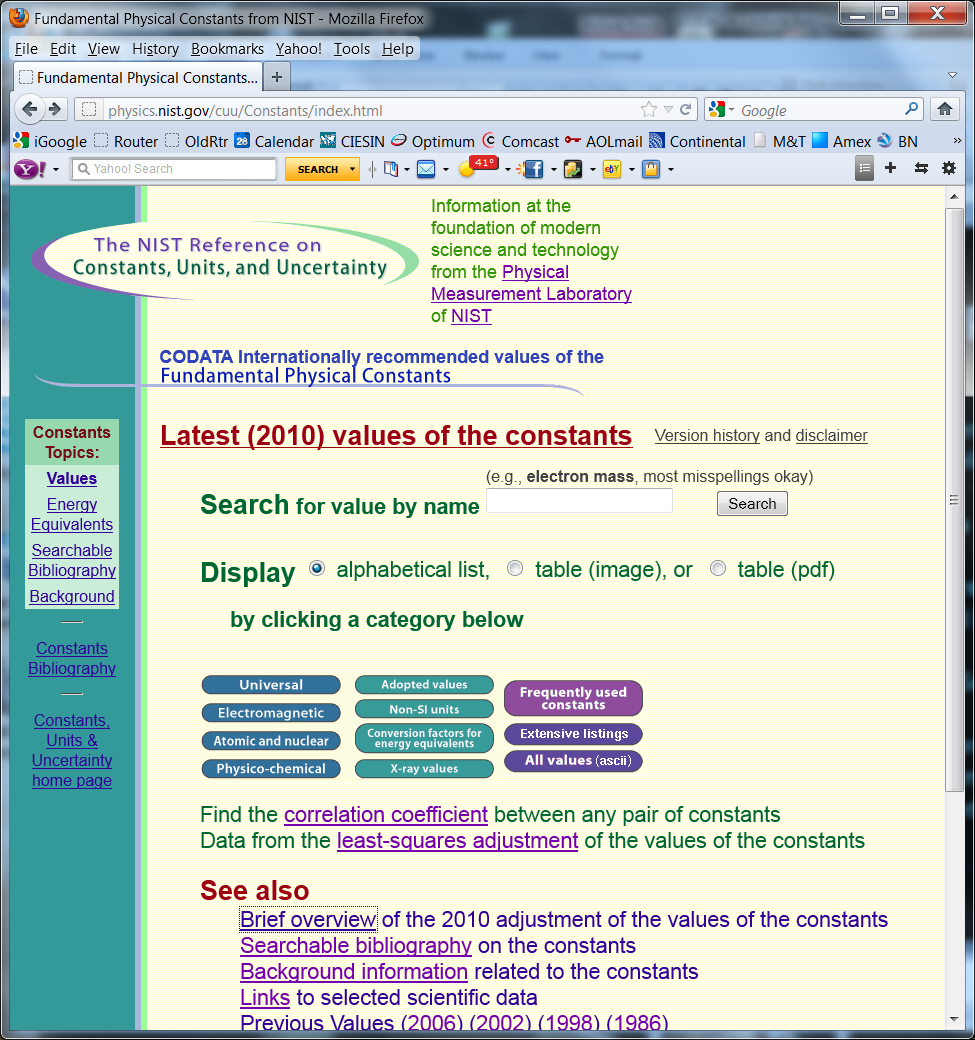 Fundamental Physical Constants from NIST - Mozilla Firefox
File Edit View History Bookmarks Yahoo! Tools Help
Fundamental Physical Constants...
physics.nist.gov/cuu/Constants/index.html
Google
iGoogle Router OldRtr 28 Calendar CIESIN Optimum Comcast AOLmail Continental M&T Amex BN »
Y! Yahoo! Search SEARCH 41° ebY
The NIST Reference on
Constants, Units, and Uncertainty
Information at the
foundation of modern
science and technology
from the Physical
Measurement Laboratory
of NIST
CODATA Internationally recommended values of the
Fundamental Physical Constants
Constants
Topics:
Values
Energy
Equivalents
Searchable
Bibliography
Background
Constants
Bibliography
Constants,
Units &
Uncertainty
home page
Latest (2010) values of the constants Version history and disclaimer
(e.g., electron mass, most misspellings okay)
Search for value by name Search
Display alphabetical list, table (image), or table (pdf)
by clicking a category below
Universal
Electromagnetic
Atomic and nuclear
Physico-chemical
Adopted values
Non-SI units
Conversion factors for
energy equivalents
X-ray values
Frequently used
constants
Extensive listings
All values (ascii)
Find the correlation coefficient between any pair of constants
Data from the least-squares adjustment of the values of the constants
See also
Brief overview of the 2010 adjustment of the values of the constants
Searchable bibliography on the constants
Background information related to the constants
Links to selected scientific data
Previous Values (2006) (2002) (1998) (1986)